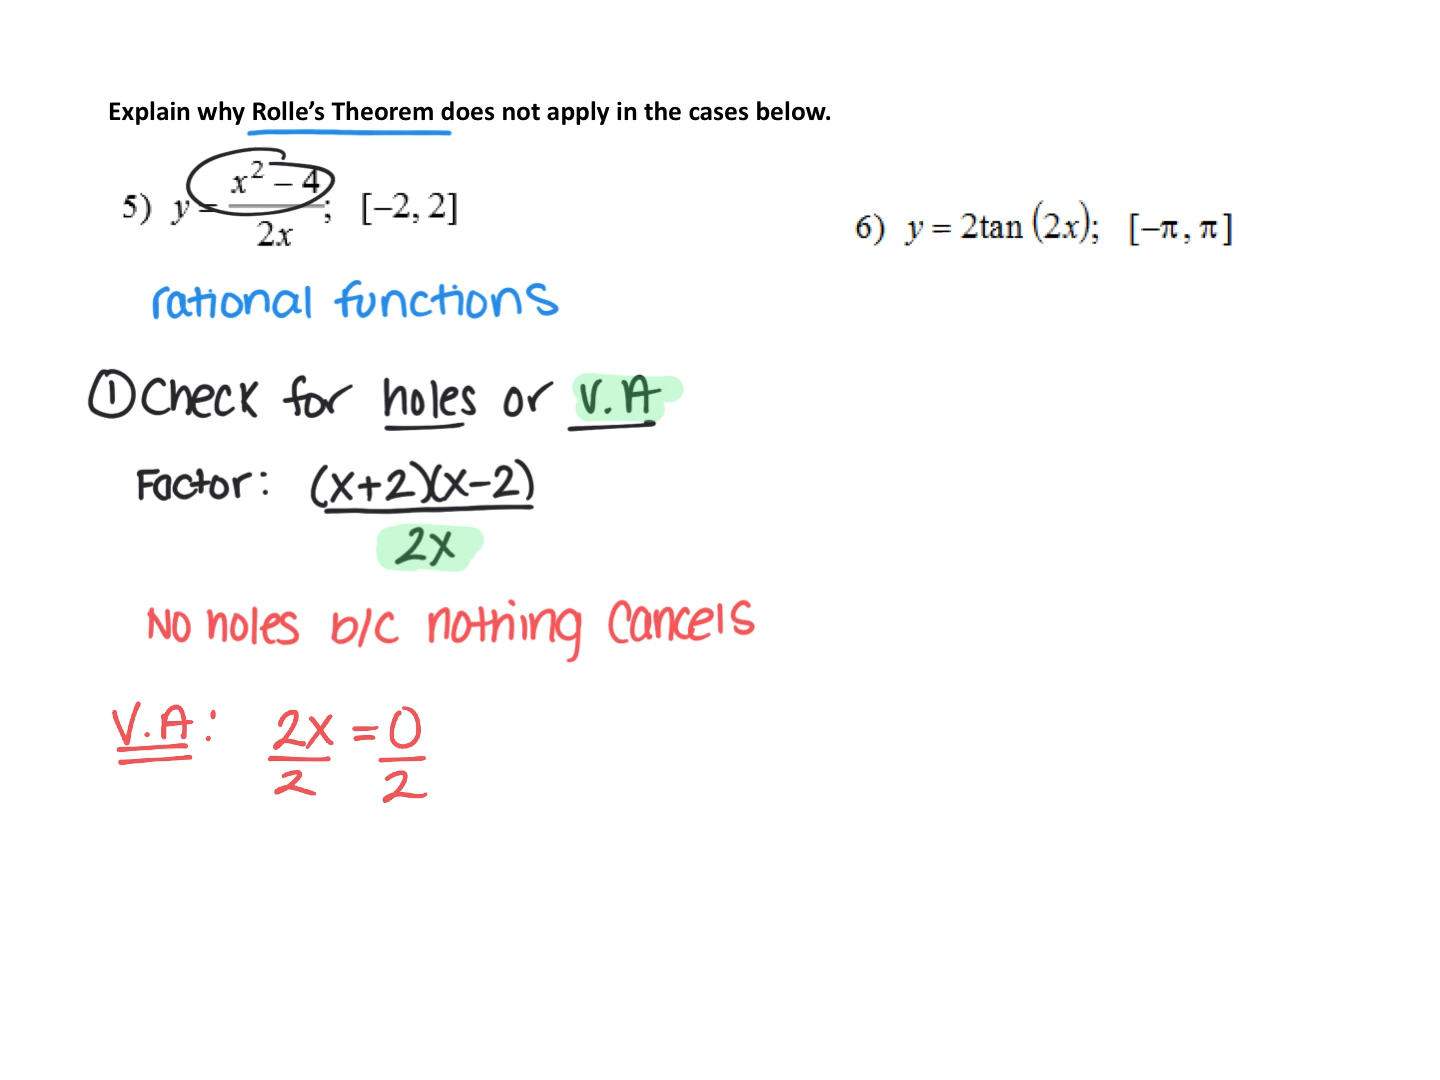 Explain why Rolle's Theorem does not apply in the cases below.
5) y = x² − 4 / 2x ; [−2, 2]
6) y = 2tan (2x); [−π, π]
rational functions
① Check for holes or V.A
Factor: (x+2)(x−2) / 2x
No holes b/c nothing cancels
V.A: 2x/2 = 0/2